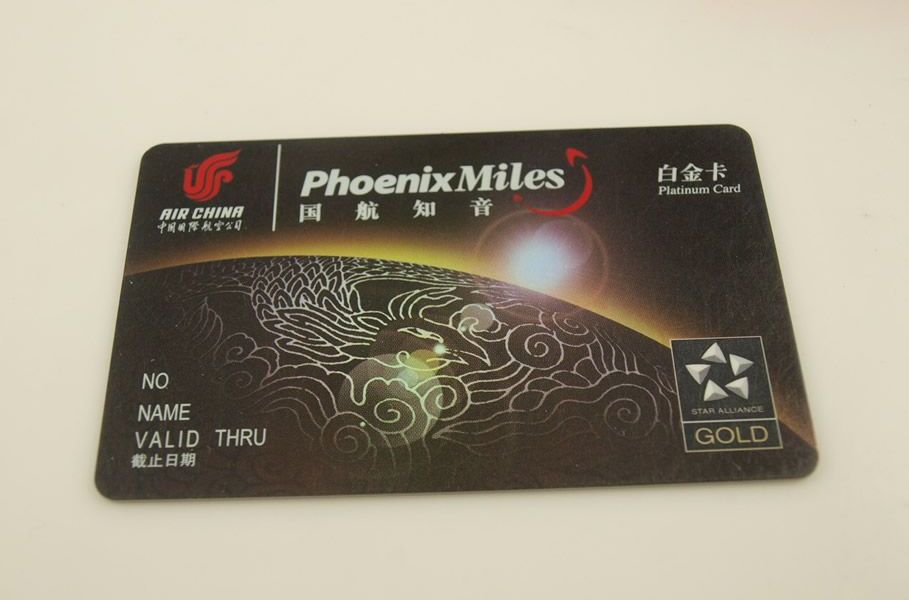 AIR CHINA
中国国际航空公司
PhoenixMiles
国航知音
白金卡
Platinum Card
NO
NAME
VALID THRU
截止日期
STAR ALLIANCE
GOLD